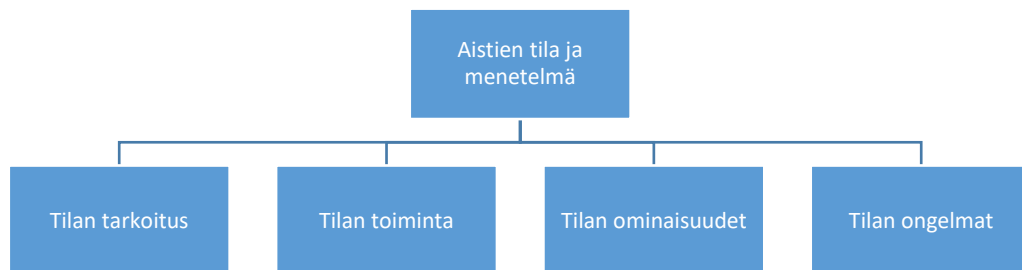 Aistien tila ja
menetelmä
Tilan tarkoitus
Tilan toiminta
Tilan ominaisuudet
Tilan ongelmat